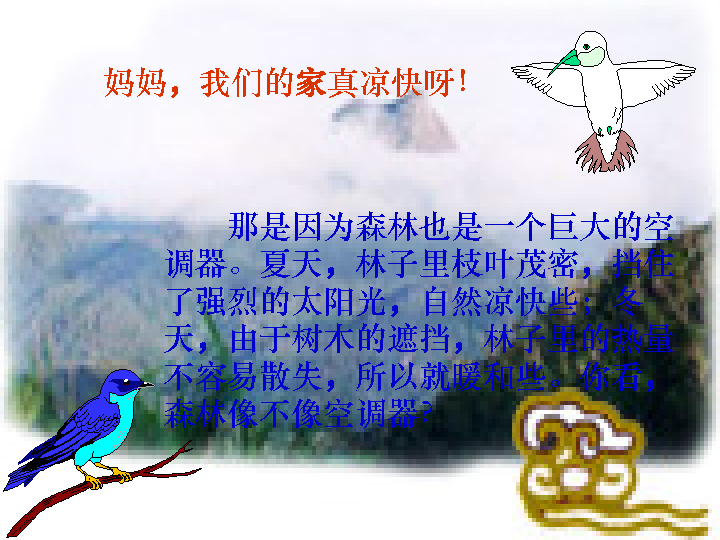 妈妈，我们的家真凉快呀！
那是因为森林也是一个巨大的空
调器。夏天，林子里枝叶茂密，挡住
了强烈的太阳光，自然凉快些；冬
天，由于树木的遮挡，林子里的热量
不容易散失，所以就暖和些。你看，
森林像不像空调器？